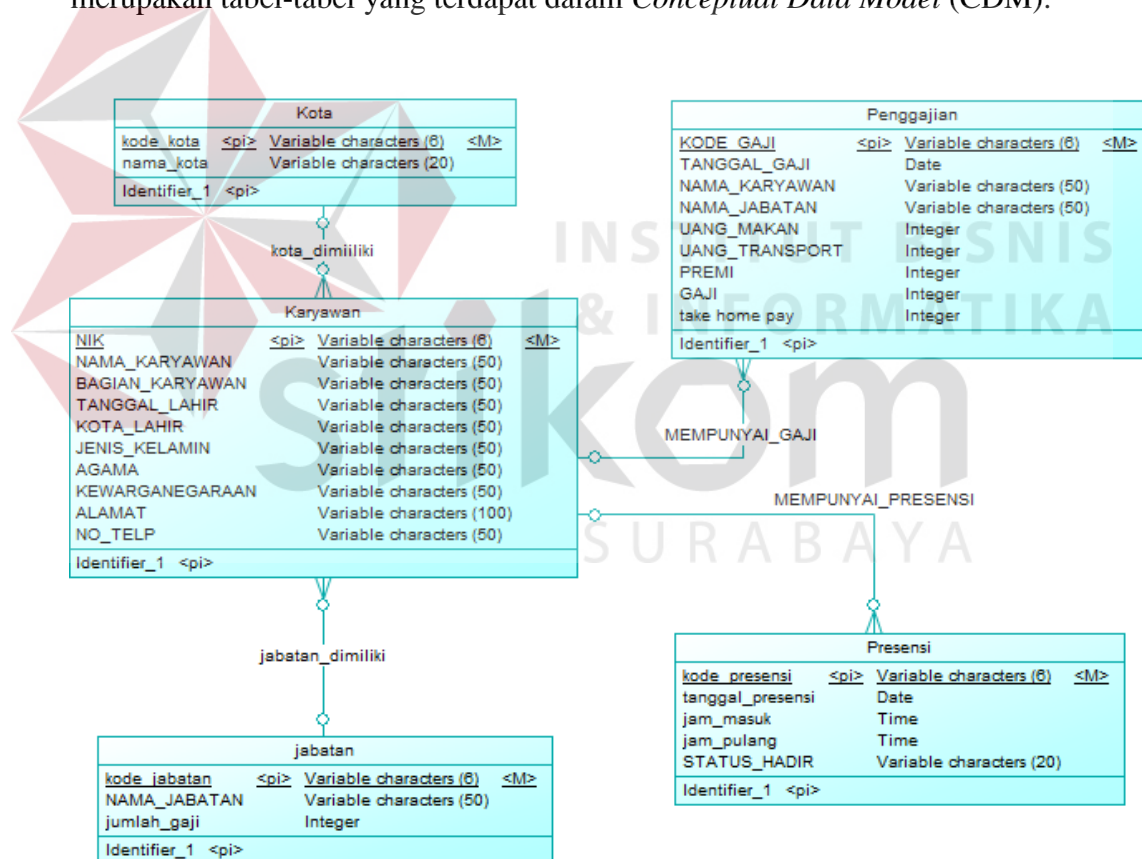 merupakan tabel-tabel yang terdapat dalam Conceptual Data Model (CDM).
Kota
kode_kota <pi> Variable characters (6) <M>
nama_kota Variable characters (20)
Identifier_1 <pi>
kota_dimiiliki
Karyawan
NIK <pi> Variable characters (6) <M>
NAMA_KARYAWAN Variable characters (50)
BAGIAN_KARYAWAN Variable characters (50)
TANGGAL_LAHIR Variable characters (50)
KOTA_LAHIR Variable characters (50)
JENIS_KELAMIN Variable characters (50)
AGAMA Variable characters (50)
KEWARGANEGARAAN Variable characters (50)
ALAMAT Variable characters (100)
NO_TELP Variable characters (50)
Identifier_1 <pi>
jabatan_dimiliki
jabatan
kode_jabatan <pi> Variable characters (6) <M>
NAMA_JABATAN Variable characters (50)
jumlah_gaji Integer
Identifier_1 <pi>
Penggajian
KODE_GAJI <pi> Variable characters (6) <M>
TANGGAL_GAJI Date
NAMA_KARYAWAN Variable characters (50)
NAMA_JABATAN Variable characters (50)
UANG_MAKAN Integer
UANG_TRANSPORT Integer
PREMI Integer
GAJI Integer
take home pay Integer
Identifier_1 <pi>
MEMPUNYAI_GAJI
MEMPUNYAI_PRESENSI
Presensi
kode_presensi <pi> Variable characters (6) <M>
tanggal_presensi Date
jam_masuk Time
jam_pulang Time
STATUS_HADIR Variable characters (20)
Identifier_1 <pi>
INSTITUT BISNIS
& INFORMATIKA
stikom
SURABAYA